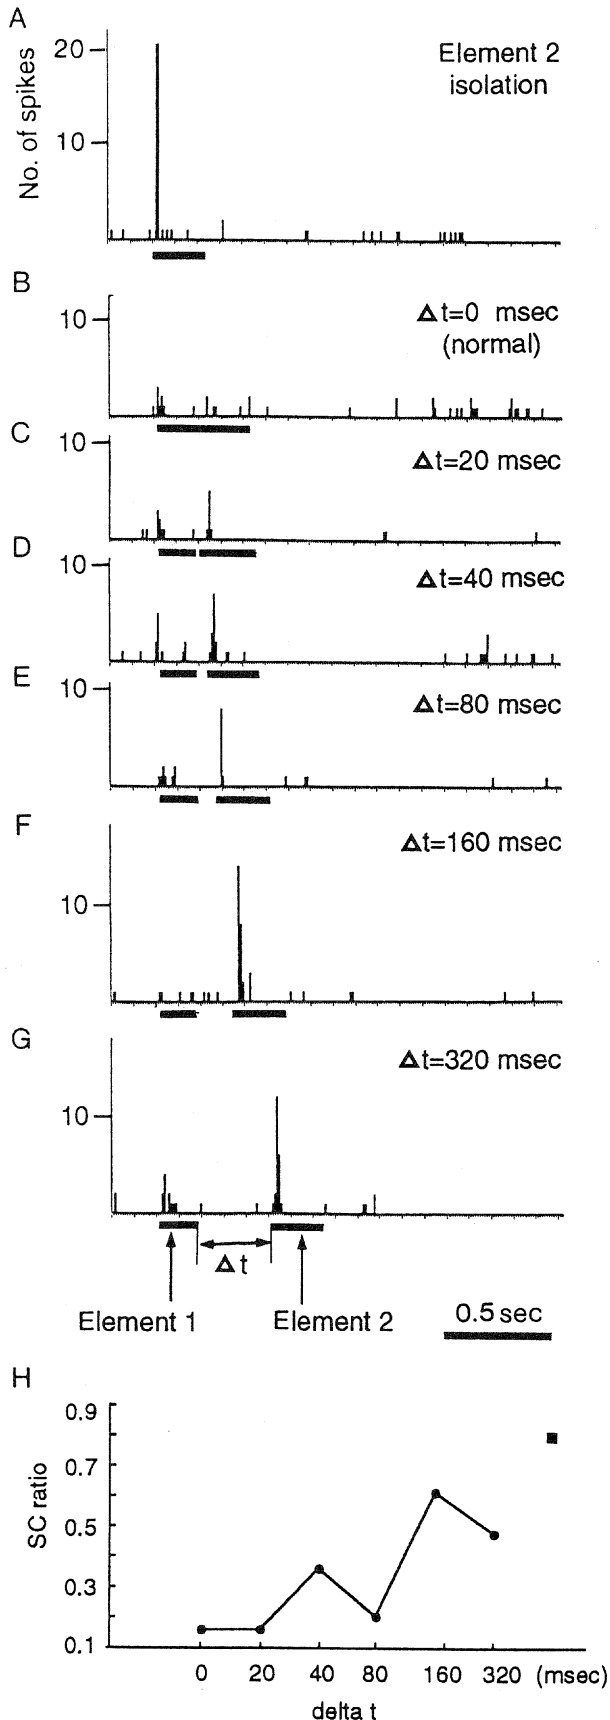 A
No. of spikes
20
10
Element 2
isolation
B
10
Δt=0 msec
(normal)
C
10
Δt=20 msec
D
10
Δt=40 msec
E
10
Δt=80 msec
F
10
Δt=160 msec
G
10
Δt=320 msec
Δt
Element 1
Element 2
0.5 sec
H
SC ratio
0.9
0.7
0.5
0.3
0.1
0 20 40 80 160 320 (msec)
delta t